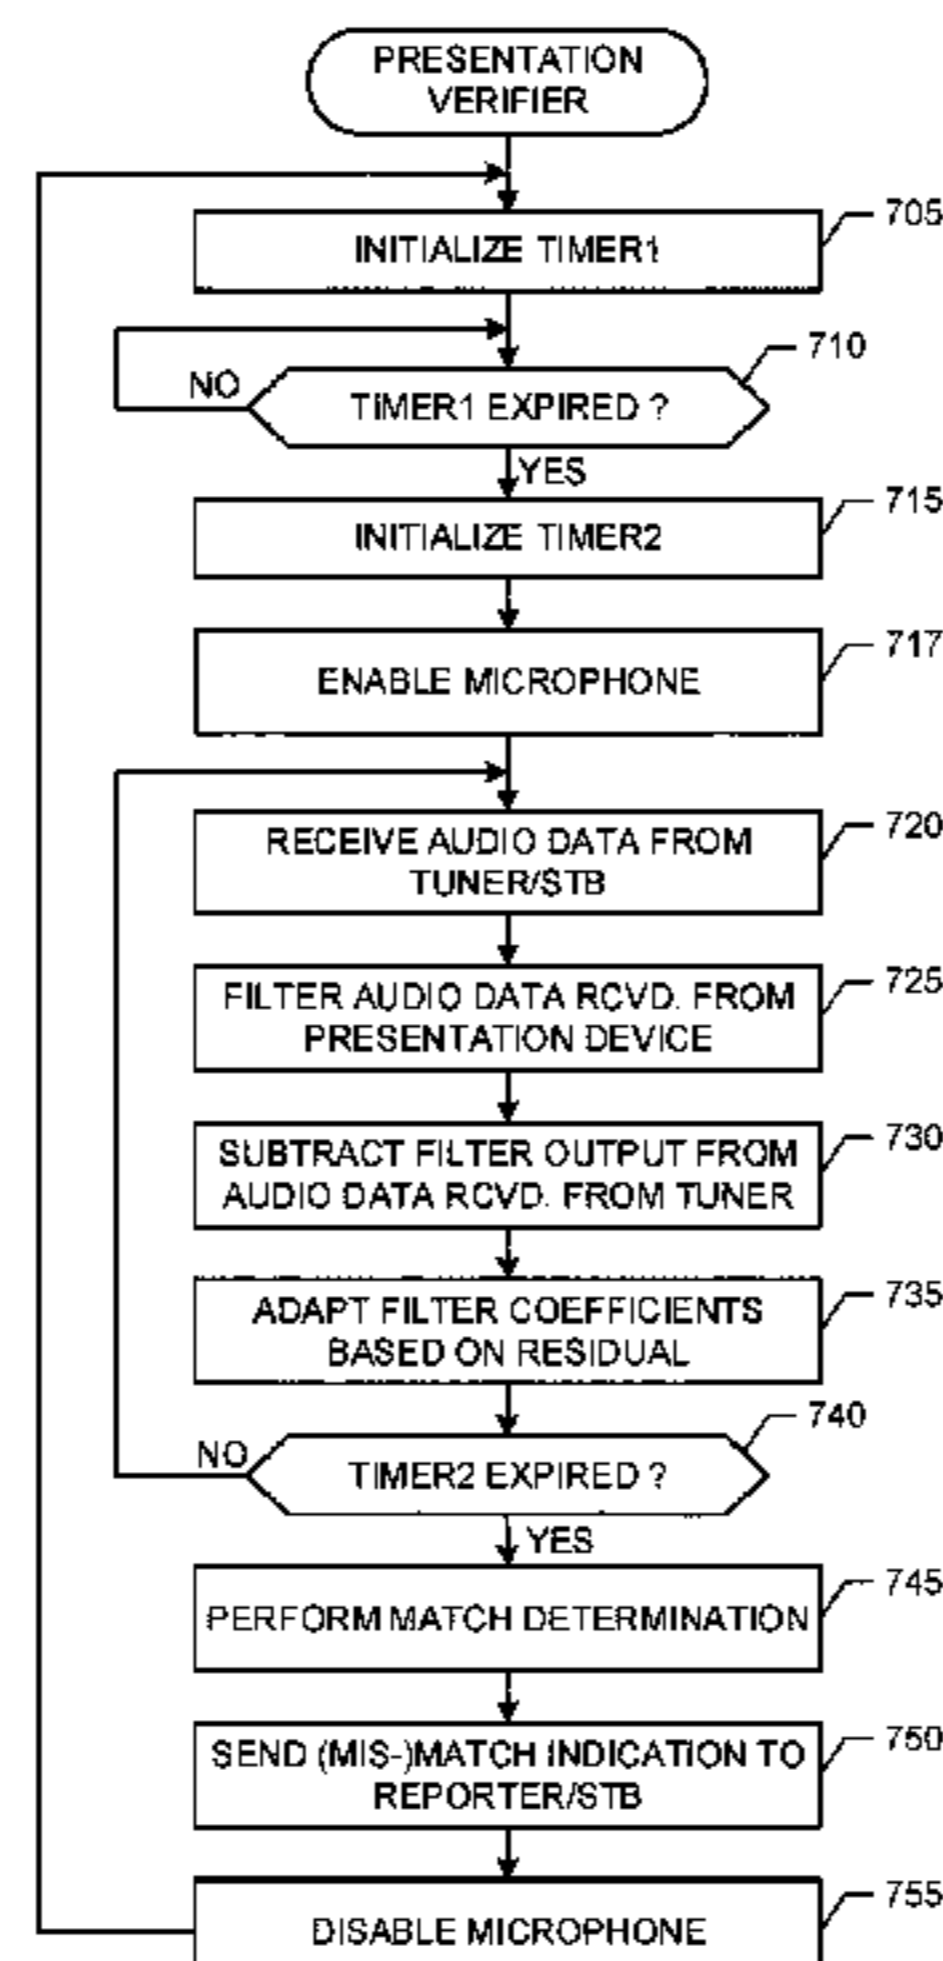 PRESENTATION
VERIFIER
705
INITIALIZE TIMER1
710
NO
TIMER1 EXPIRED ?
YES
715
INITIALIZE TIMER2
717
ENABLE MICROPHONE
720
RECEIVE AUDIO DATA FROM
TUNER/STB
725
FILTER AUDIO DATA RCVD. FROM
PRESENTATION DEVICE
730
SUBTRACT FILTER OUTPUT FROM
AUDIO DATA RCVD. FROM TUNER
735
ADAPT FILTER COEFFICIENTS
BASED ON RESIDUAL
740
NO
TIMER2 EXPIRED ?
YES
745
PERFORM MATCH DETERMINATION
750
SEND (MIS-)MATCH INDICATION TO
REPORTER/STB
755
DISABLE MICROPHONE